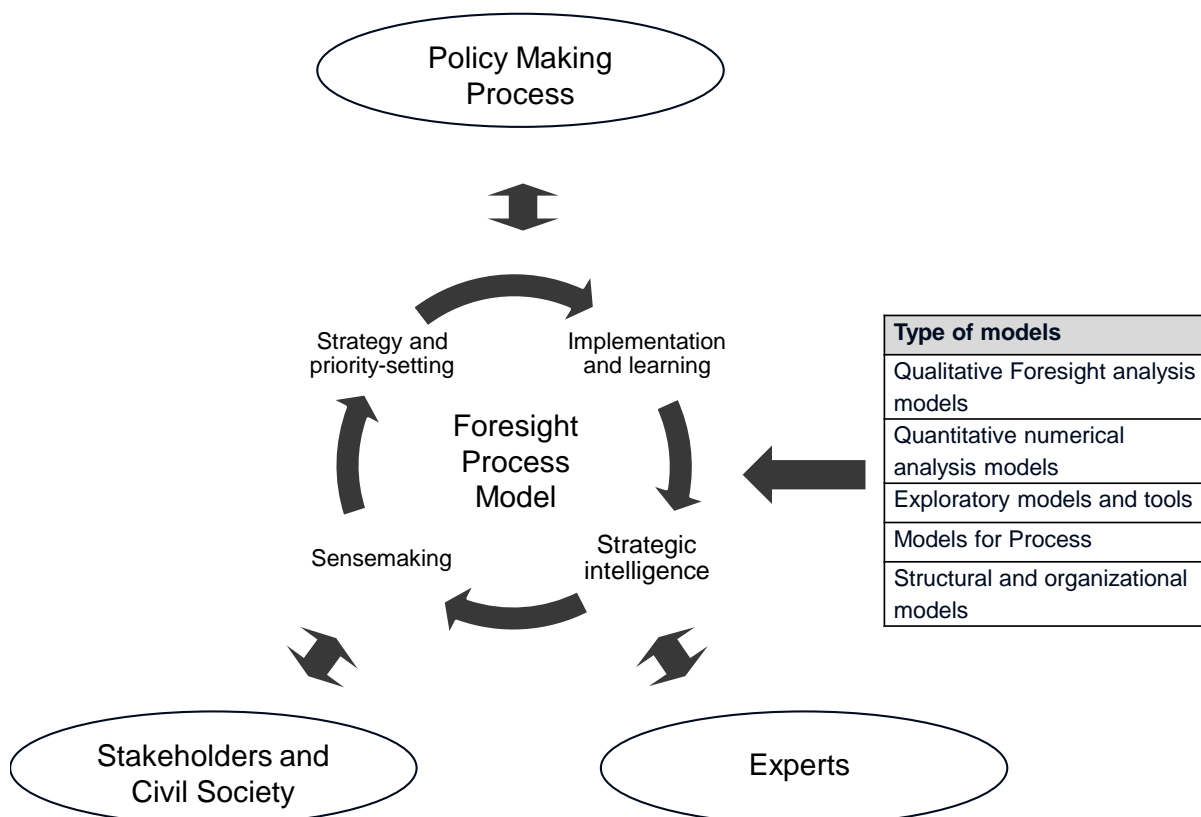 Policy Making
Process
Strategy and
priority-setting
Implementation
and learning
Foresight
Process
Model
Sensemaking
Strategic
intelligence
Type of models
Qualitative Foresight analysis
models
Quantitative numerical
analysis models
Exploratory models and tools
Models for Process
Structural and organizational
models
Stakeholders and
Civil Society
Experts